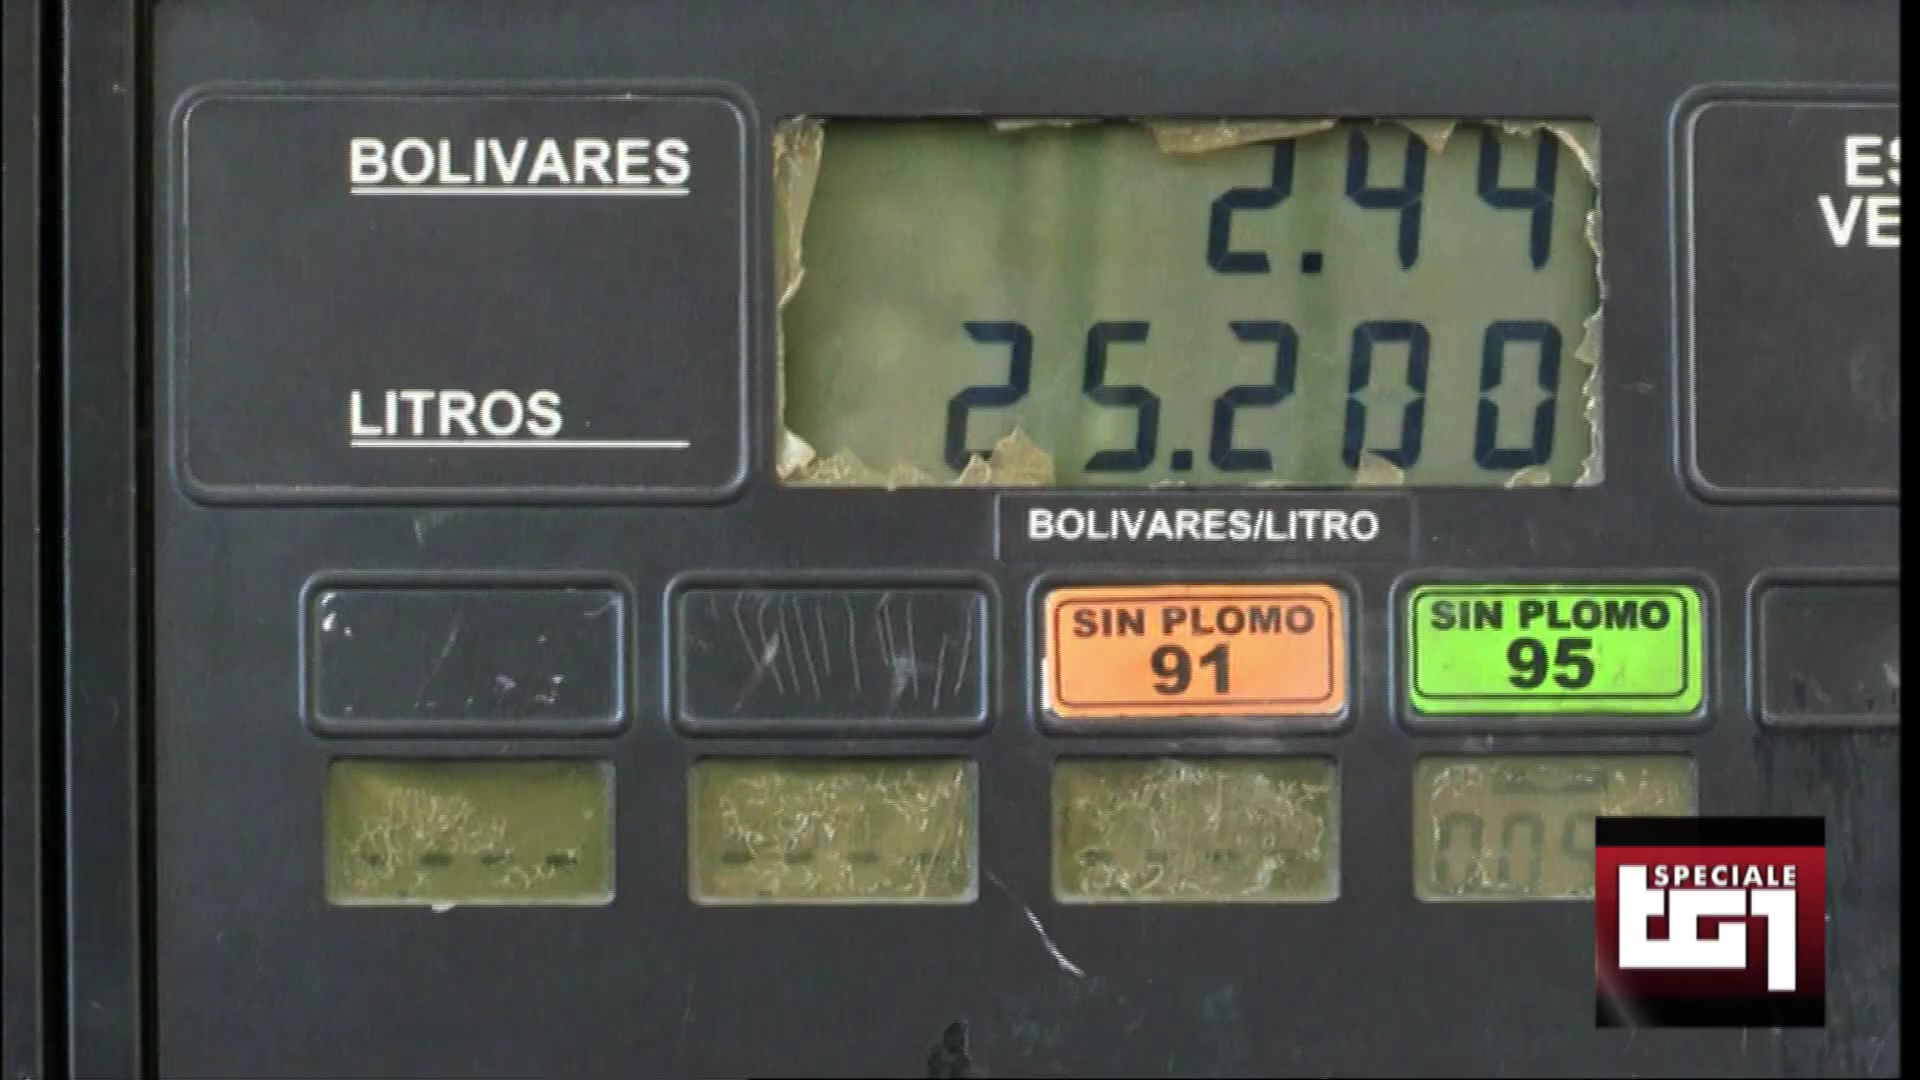 BOLIVARES
2.44
LITROS
25.200
BOLIVARES/LITRO
SIN PLOMO
91
SIN PLOMO
95
SPECIALE
TG1